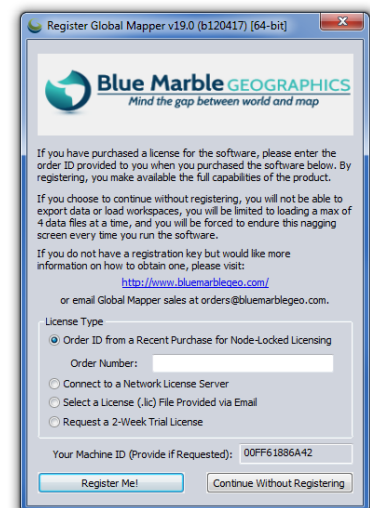 Register Global Mapper v19.0 (b120417) [64-bit]
Blue Marble GEOGRAPHICS
Mind the gap between world and map
If you have purchased a license for the software, please enter the
order ID provided to you when you purchased the software below. By
registering, you make available the full capabilities of the product.
If you choose to continue without registering, you will not be able to
export data or load workspaces, you will be limited to loading a max of
4 data files at a time, and you will be forced to endure this nagging
screen every time you run the software.
If you do not have a registration key but would like more
information on how to obtain one, please visit:
http://www.bluemarblegeo.com/
or email Global Mapper sales at orders@bluemarblegeo.com.
License Type
Order ID from a Recent Purchase for Node-Locked Licensing
Order Number:
Connect to a Network License Server
Select a License (.lic) File Provided via Email
Request a 2-Week Trial License
Your Machine ID (Provide if Requested): 00FF61886A42
Register Me! Continue Without Registering